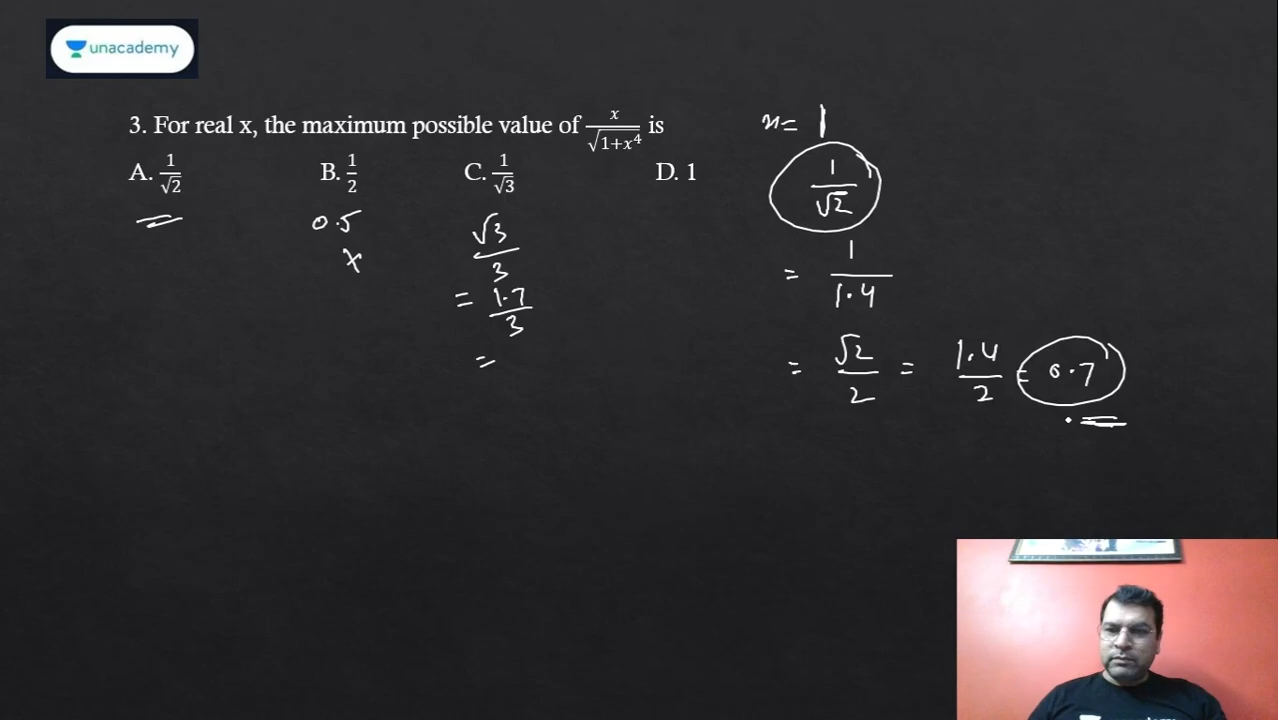 unacademy
3. For real x, the maximum possible value of x/√(1+x⁴) is
A. 1/√2 B. 1/2 C. 1/√3 D. 1
0.5
x
√3/3
= 1.7/3
=
x = 1
1/√2
= 1/1.4
= √2/2 = 1.4/2 = 0.7